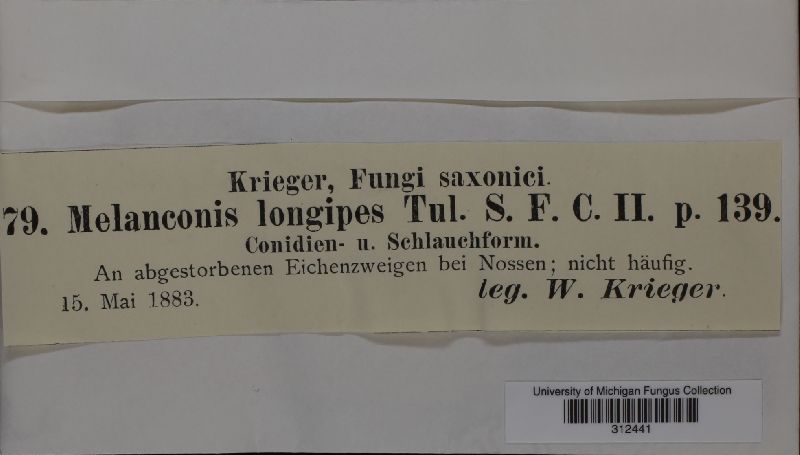 Krieger, Fungi saxonici.
79. Melanconis longipes Tul. S. F. C. II. p. 139.
Conidien- u. Schlauchform.
An abgestorbenen Eichenzweigen bei Nossen; nicht häufig.
15. Mai 1883. leg. W. Krieger.
University of Michigan Fungus Collection
312441